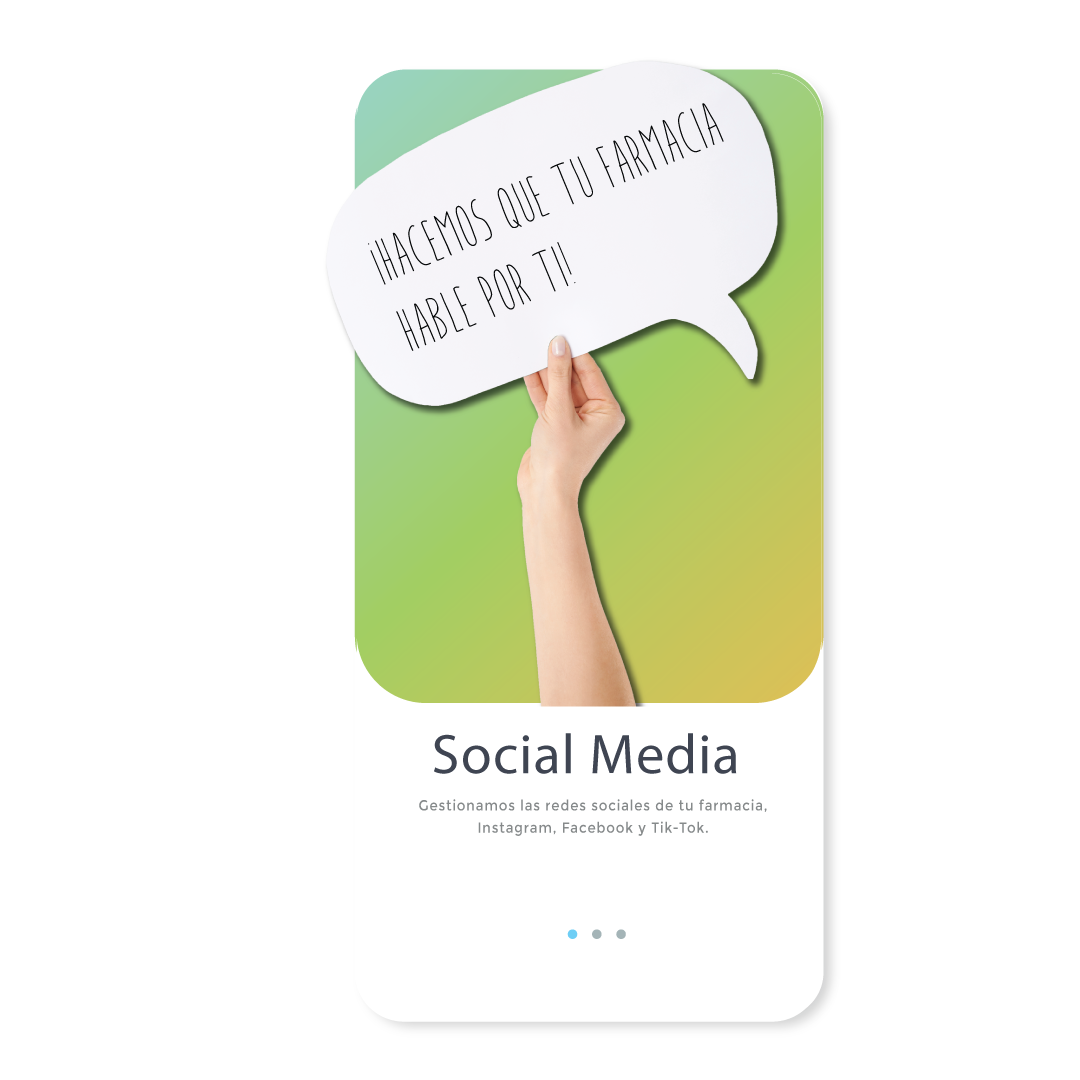 ¡HACEMOS QUE TU FARMACIA
HABLE POR TI!
Social Media
Gestionamos las redes sociales de tu farmacia,
Instagram, Facebook y Tik-Tok.